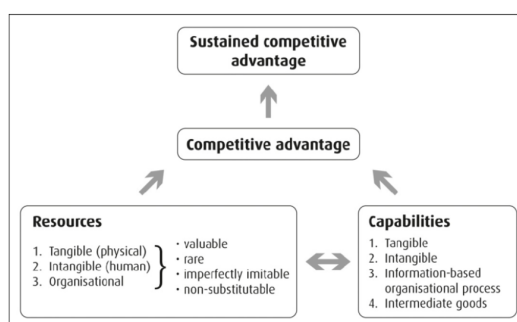 Sustained competitive
advantage
Competitive advantage
Resources
1. Tangible (physical)
2. Intangible (human)
3. Organisational
· valuable
· rare
· imperfectly imitable
· non-substitutable
Capabilities
1. Tangible
2. Intangible
3. Information-based
organisational process
4. Intermediate goods